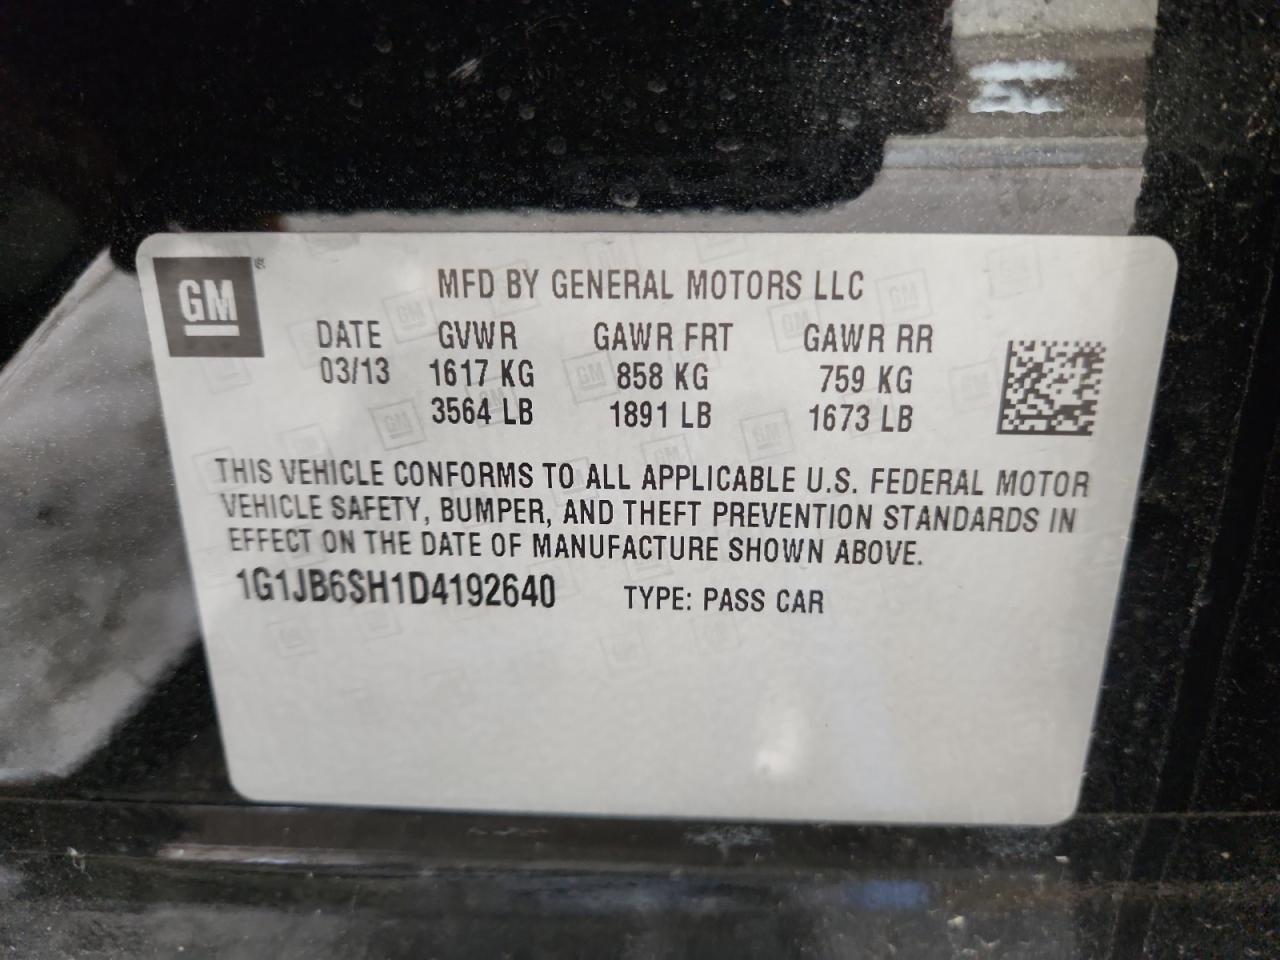 GM
MFD BY GENERAL MOTORS LLC
DATE GVWR GAWR FRT GAWR RR
03/13 1617 KG 858 KG 759 KG
3564 LB 1891 LB 1673 LB
THIS VEHICLE CONFORMS TO ALL APPLICABLE U.S. FEDERAL MOTOR
VEHICLE SAFETY, BUMPER, AND THEFT PREVENTION STANDARDS IN
EFFECT ON THE DATE OF MANUFACTURE SHOWN ABOVE.
1G1JB6SH1D4192640 TYPE: PASS CAR